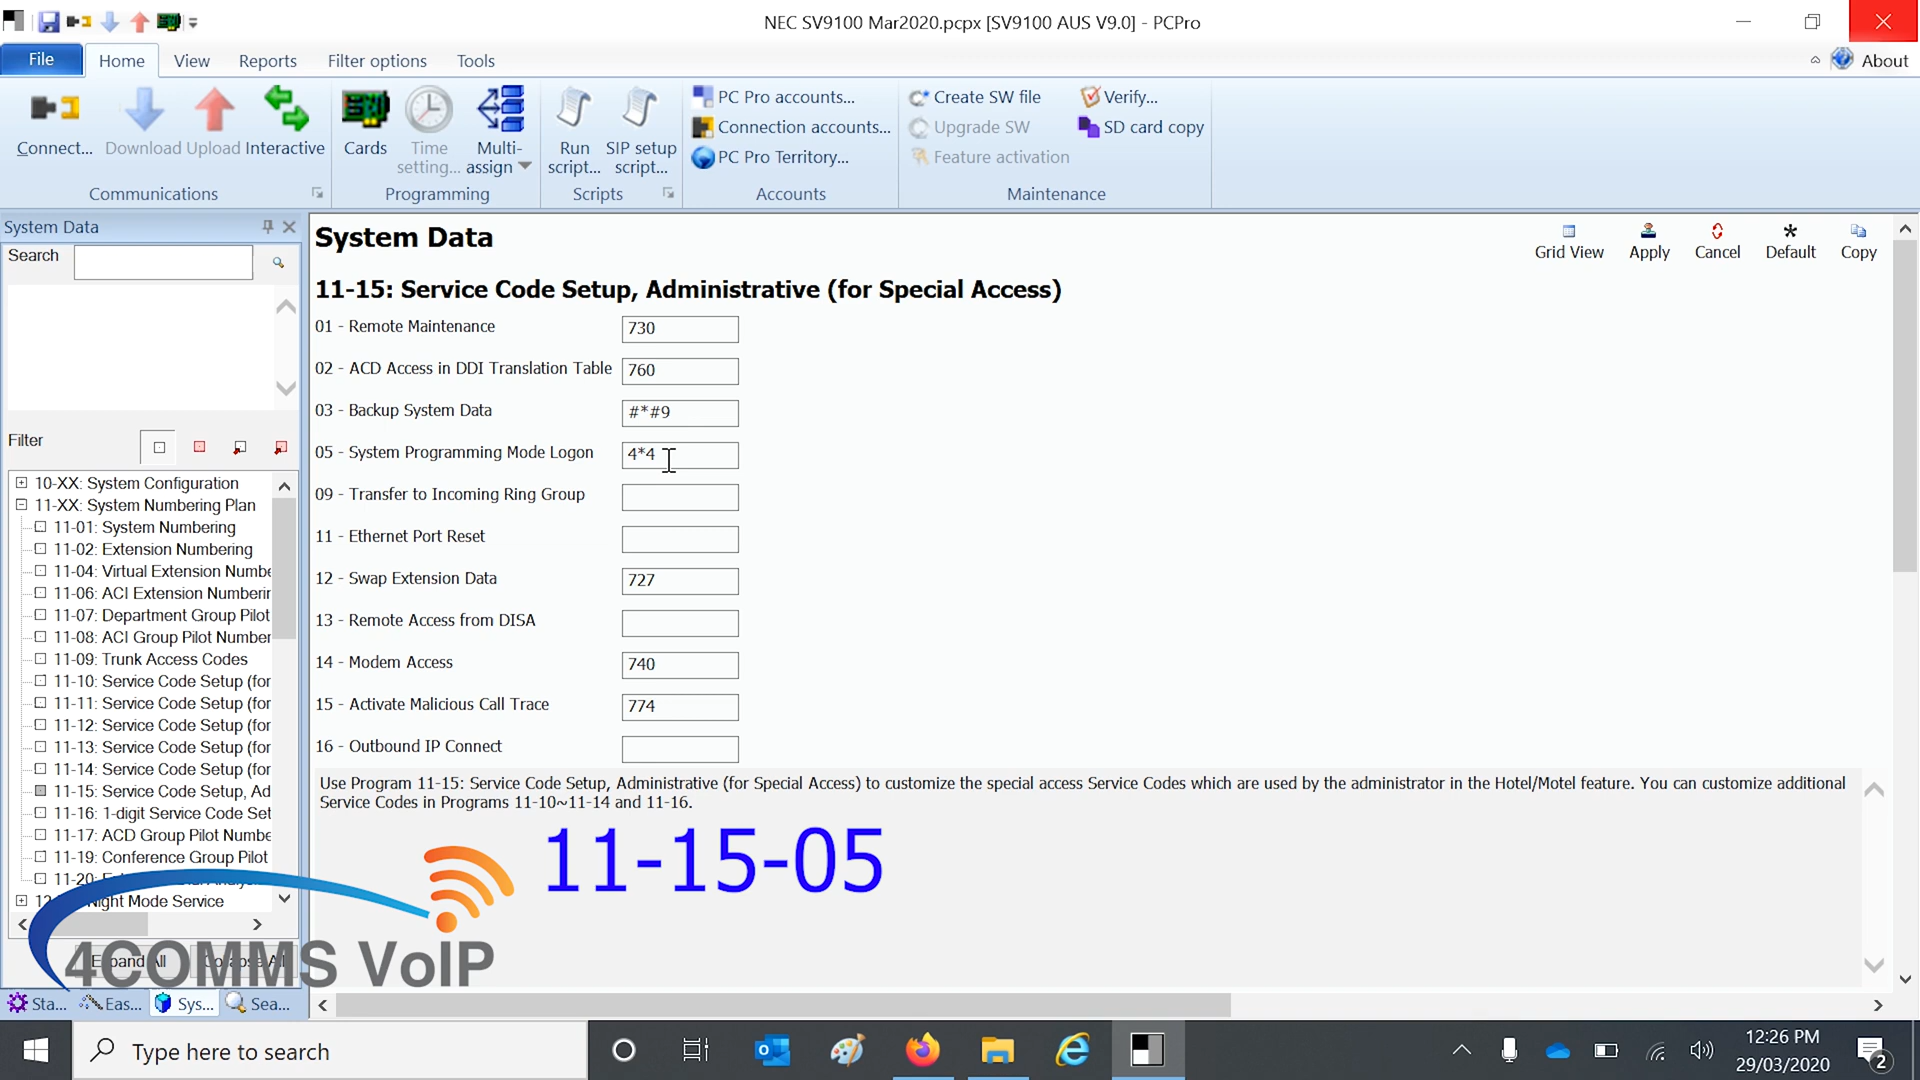 NEC SV9100 Mar2020.pcpx [SV9100 AUS V9.0] - PCPro
File Home View Reports Filter options Tools About
Connect... Download Upload Interactive
Communications
Cards Time setting... Multi-assign
Programming
Run script... SIP setup script...
Scripts
PC Pro accounts...
Connection accounts...
PC Pro Territory...
Accounts
Create SW file
Upgrade SW
Feature activation
Verify...
SD card copy
Maintenance
System Data
Search
Filter
10-XX: System Configuration
11-XX: System Numbering Plan
11-01: System Numbering
11-02: Extension Numbering
11-04: Virtual Extension Numbe
11-06: ACI Extension Numberin
11-07: Department Group Pilot
11-08: ACI Group Pilot Number
11-09: Trunk Access Codes
11-10: Service Code Setup (for
11-11: Service Code Setup (for
11-12: Service Code Setup (for
11-13: Service Code Setup (for
11-14: Service Code Setup (for
11-15: Service Code Setup, Ad
11-16: 1-digit Service Code Set
11-17: ACD Group Pilot Numbe
11-19: Conference Group Pilot
11-20:
Night Mode Service
Expand All
Sta... Eas... Sys... Sea...
System Data
Grid View Apply Cancel Default Copy
11-15: Service Code Setup, Administrative (for Special Access)
01 - Remote Maintenance 730
02 - ACD Access in DDI Translation Table 760
03 - Backup System Data #*#9
05 - System Programming Mode Logon 4*4
09 - Transfer to Incoming Ring Group
11 - Ethernet Port Reset
12 - Swap Extension Data 727
13 - Remote Access from DISA
14 - Modem Access 740
15 - Activate Malicious Call Trace 774
16 - Outbound IP Connect
Use Program 11-15: Service Code Setup, Administrative (for Special Access) to customize the special access Service Codes which are used by the administrator in the Hotel/Motel feature. You can customize additional
Service Codes in Programs 11-10~11-14 and 11-16.
11-15-05
4COMMS VoIP
Type here to search
12:26 PM
29/03/2020
2